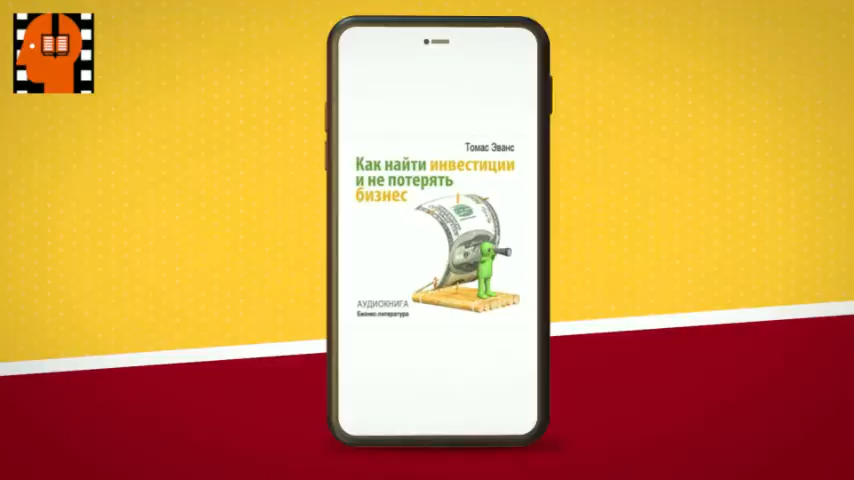 Томас Эванс
Как найти инвестиции
и не потерять
бизнес
АУДИОКНИГА
Бизнес литература